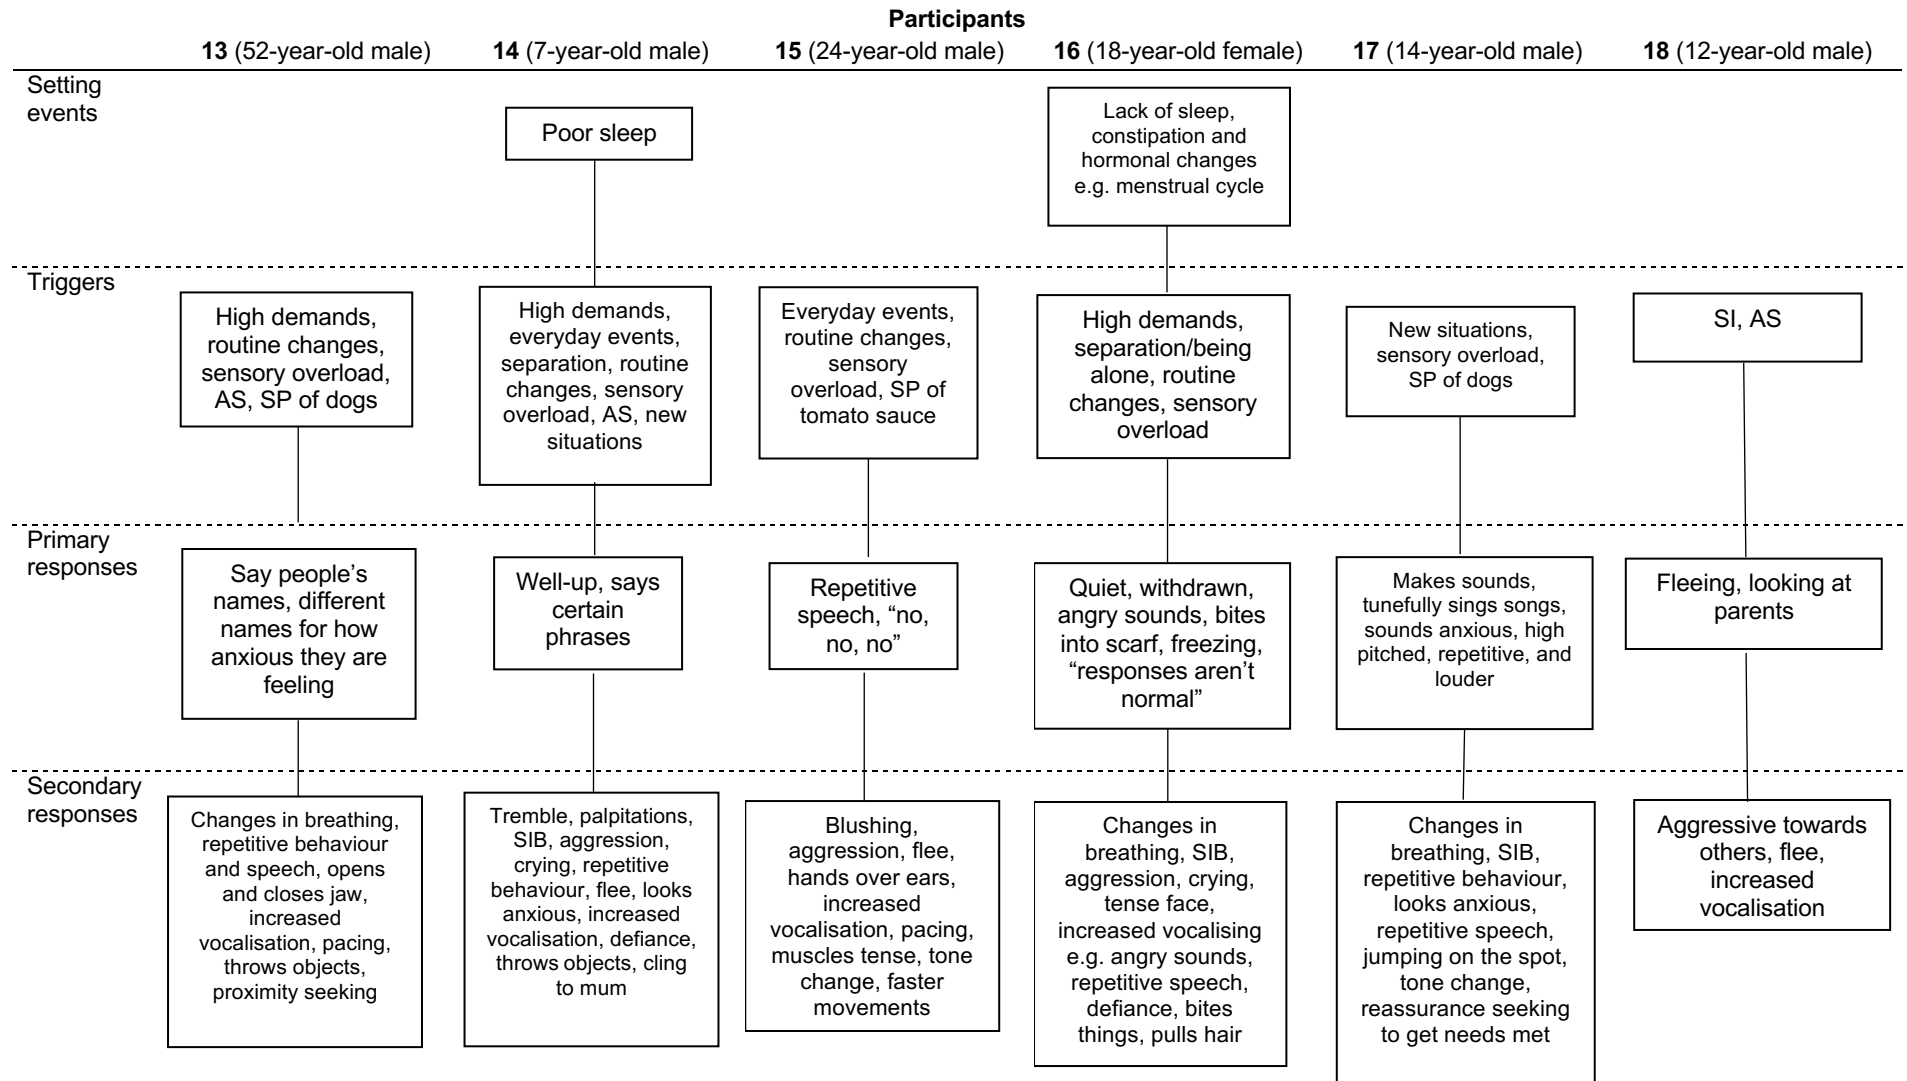 Participants
13 (52-year-old male)
14 (7-year-old male)
15 (24-year-old male)
16 (18-year-old female)
17 (14-year-old male)
18 (12-year-old male)
Setting
events
Poor sleep
Lack of sleep,
constipation and
hormonal changes
e.g. menstrual cycle
Triggers
High demands,
routine changes,
sensory overload,
AS, SP of dogs
High demands,
everyday events,
separation, routine
changes, sensory
overload, AS, new
situations
Everyday events,
routine changes,
sensory
overload, SP of
tomato sauce
High demands,
separation/being
alone, routine
changes, sensory
overload
New situations,
sensory overload,
SP of dogs
SI, AS
Primary
responses
Say people’s
names, different
names for how
anxious they are
feeling
Well-up, says
certain
phrases
Repetitive
speech, “no,
no, no”
Quiet, withdrawn,
angry sounds, bites
into scarf, freezing,
“responses aren’t
normal”
Makes sounds,
tunefully sings songs,
sounds anxious, high
pitched, repetitive, and
louder
Fleeing, looking at
parents
Secondary
responses
Changes in breathing,
repetitive behaviour
and speech, opens
and closes jaw,
increased
vocalisation, pacing,
throws objects,
proximity seeking
Tremble, palpitations,
SIB, aggression,
crying, repetitive
behaviour, flee, looks
anxious, increased
vocalisation, defiance,
throws objects, cling
to mum
Blushing,
aggression, flee,
hands over ears,
increased
vocalisation, pacing,
muscles tense, tone
change, faster
movements
Changes in
breathing, SIB,
aggression, crying,
tense face,
increased vocalising
e.g. angry sounds,
repetitive speech,
defiance, bites
things, pulls hair
Changes in
breathing, SIB,
repetitive behaviour,
looks anxious,
repetitive speech,
jumping on the spot,
tone change,
reassurance seeking
to get needs met
Aggressive towards
others, flee,
increased
vocalisation